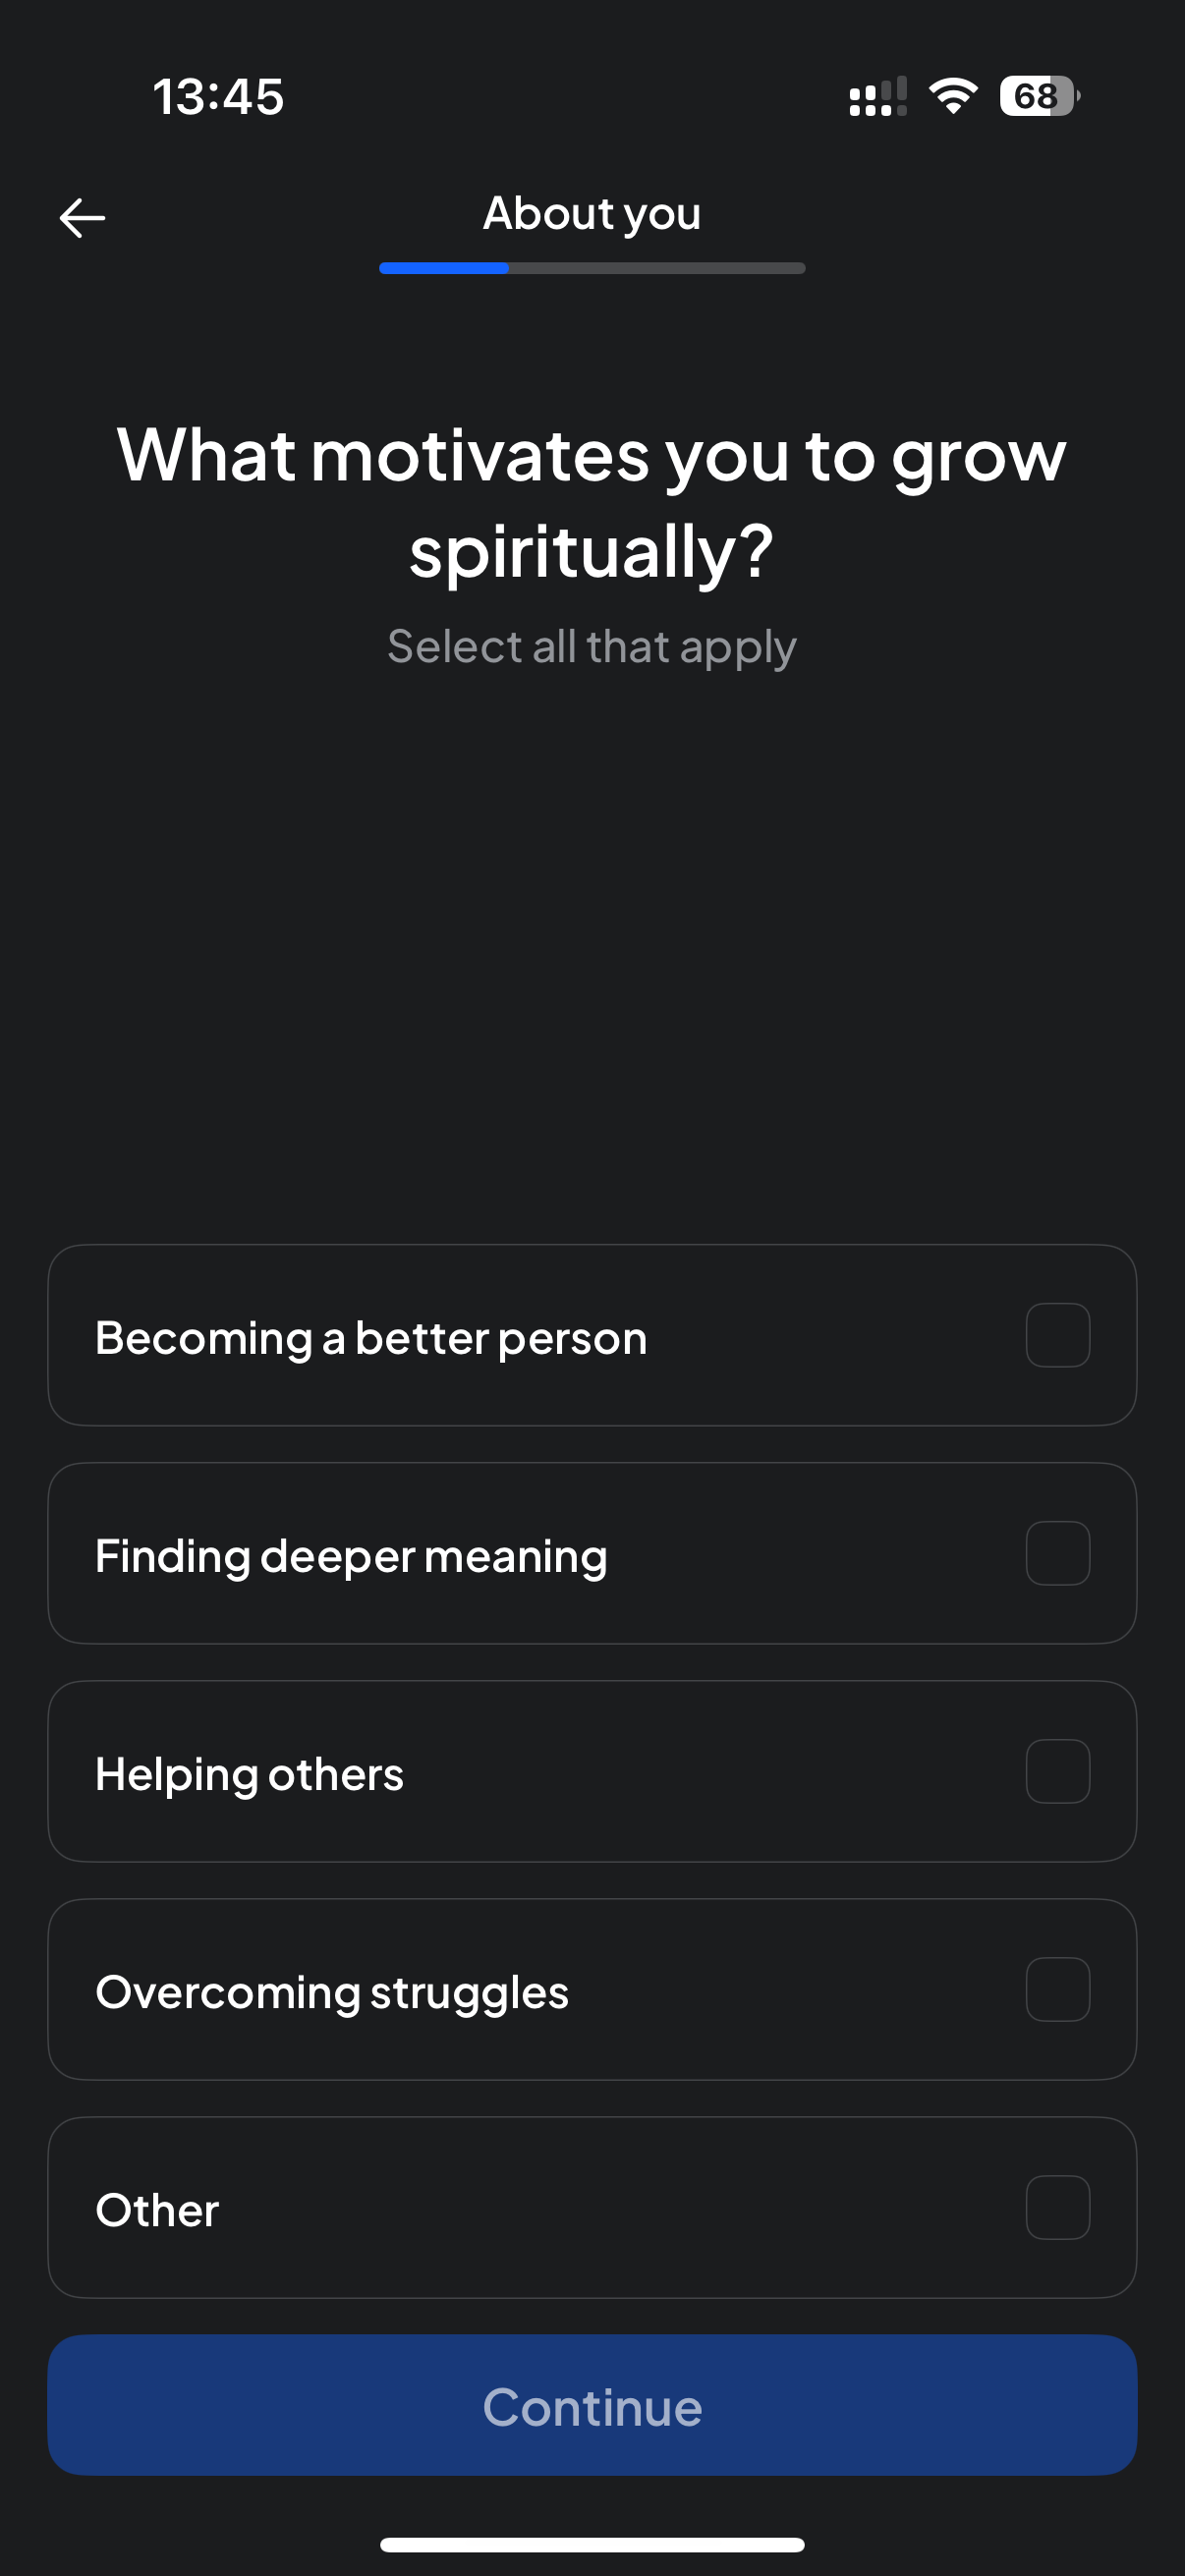 13:45
68
About you
What motivates you to grow
spiritually?
Select all that apply
Becoming a better person
Finding deeper meaning
Helping others
Overcoming struggles
Other
Continue